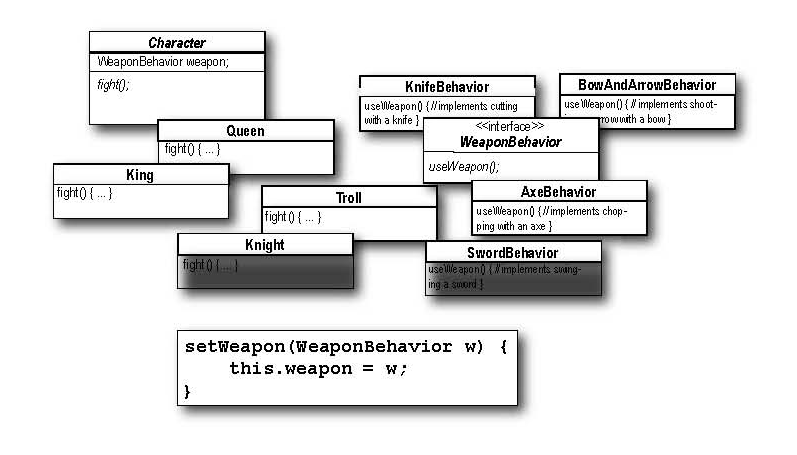 Character
WeaponBehavior weapon;
fight();
Queen
fight() { ... }
King
fight() { ... }
Troll
fight() { ... }
Knight
fight() { ... }
KnifeBehavior
useWeapon() { // implements cutting
with a knife }
BowAndArrowBehavior
useWeapon() { // implements shoot-
row with a bow }
<<interface>>
WeaponBehavior
useWeapon();
AxeBehavior
useWeapon() { // implements chop-
ping with an axe }
SwordBehavior
useWeapon() { // implements swing-
ing a sword }
setWeapon(WeaponBehavior w) {
this.weapon = w;
}